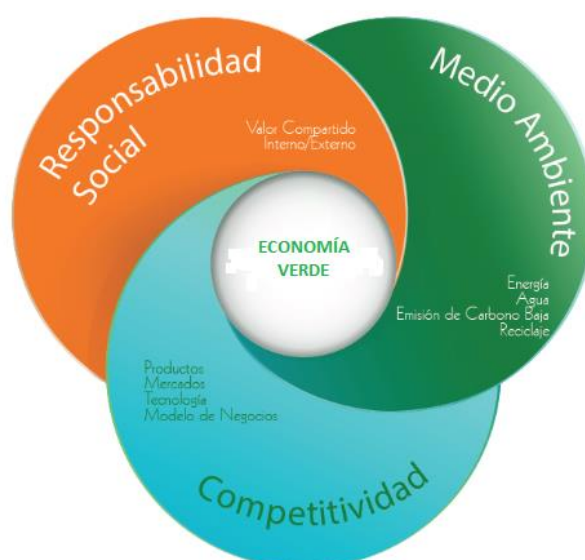 Responsabilidad
Social
Valor Compartido
Interno/Externo
Medio Ambiente
Energía
Agua
Emisión de Carbono Baja
Reciclaje
ECONOMÍA
VERDE
Productos
Mercados
Tecnología
Modelo de Negocios
Competitividad